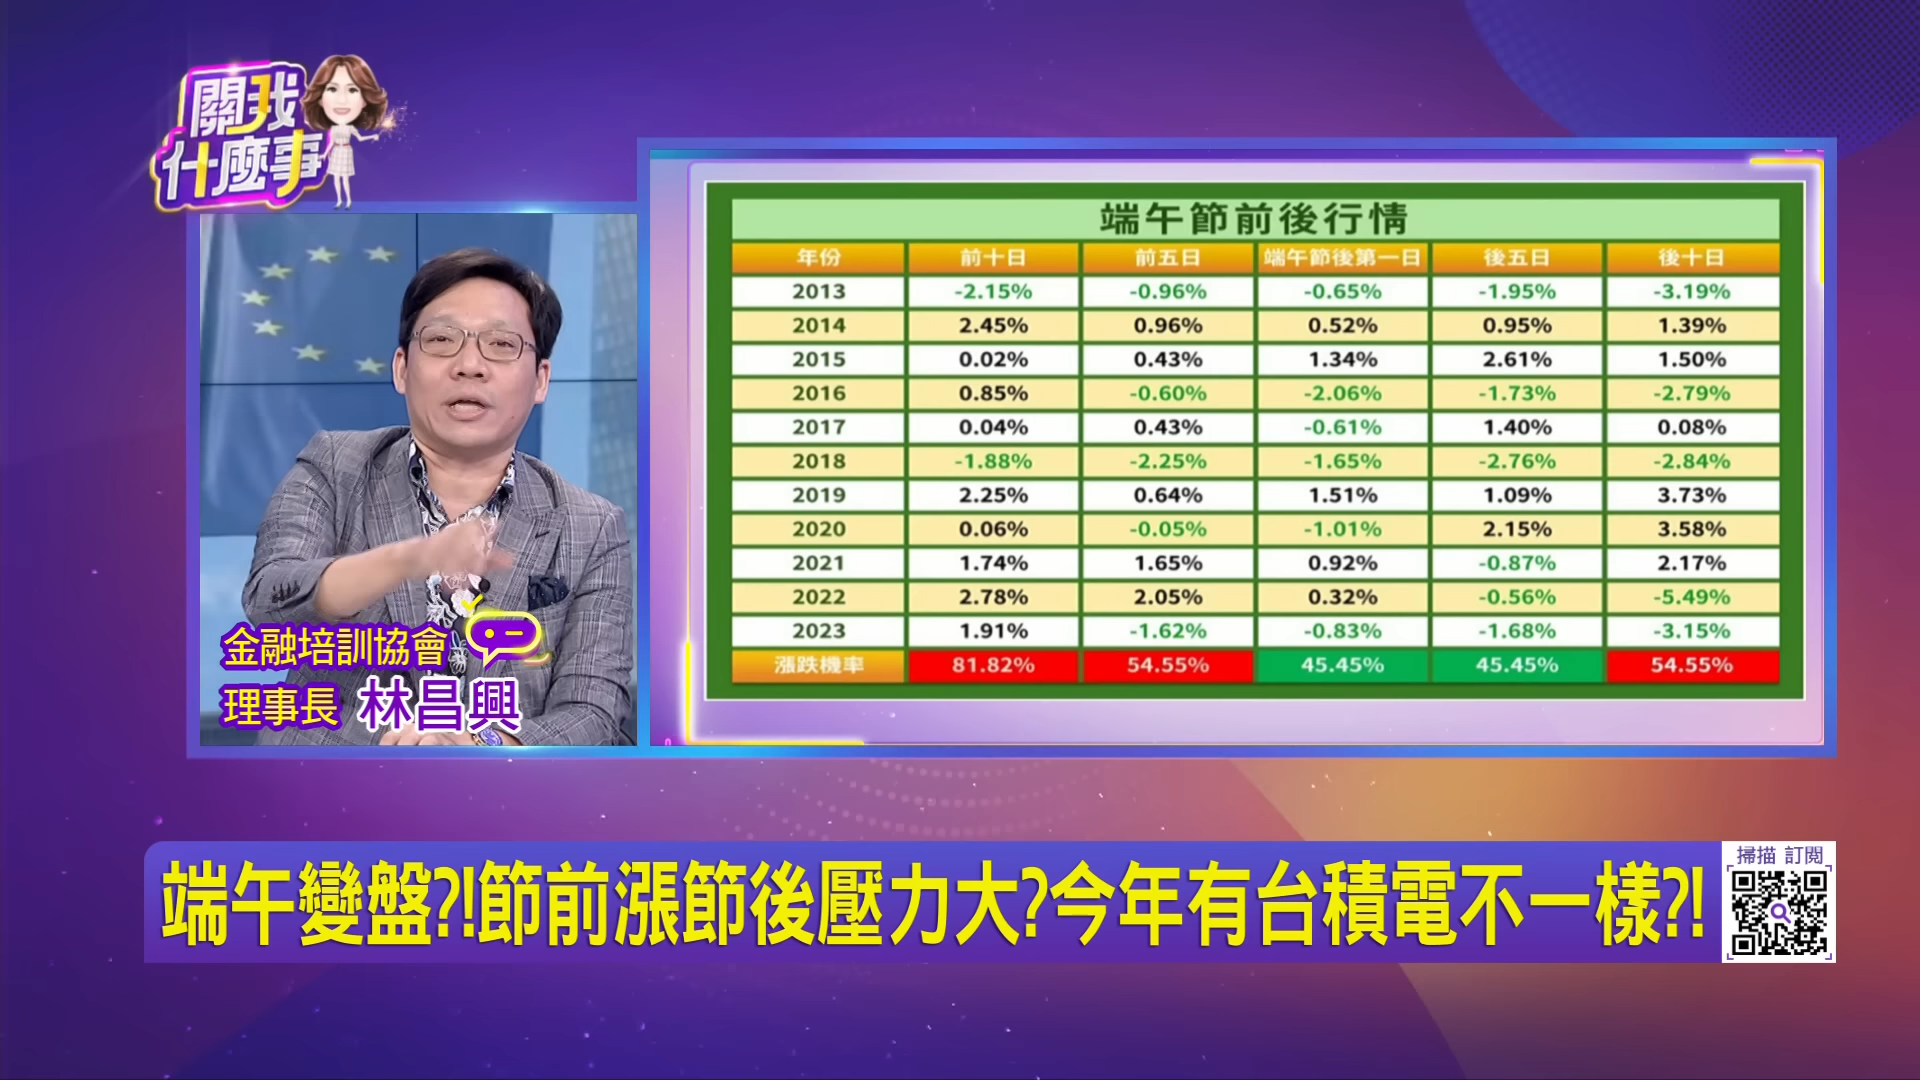 關我
什麼事
端午節前後行情
年份 前十日 前五日 端午節後第一日 後五日 後十日
2013 -2.15% -0.96% -0.65% -1.95% -3.19%
2014 2.45% 0.96% 0.52% 0.95% 1.39%
2015 0.02% 0.43% 1.34% 2.61% 1.50%
2016 0.85% -0.60% -2.06% -1.73% -2.79%
2017 0.04% 0.43% -0.61% 1.40% 0.08%
2018 -1.88% -2.25% -1.65% -2.76% -2.84%
2019 2.25% 0.64% 1.51% 1.09% 3.73%
2020 0.06% -0.05% -1.01% 2.15% 3.58%
2021 1.74% 1.65% 0.92% -0.87% 2.17%
2022 2.78% 2.05% 0.32% -0.56% -5.49%
2023 1.91% -1.62% -0.83% -1.68% -3.15%
漲跌機率 81.82% 54.55% 45.45% 45.45% 54.55%
金融培訓協會
理事長 林昌興
端午變盤?!節前漲節後壓力大?今年有台積電不一樣?!
掃描 訂閱